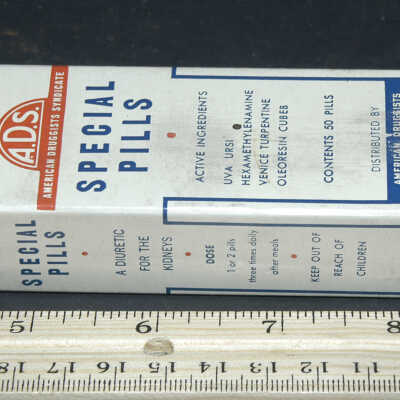 A.D.S.
AMERICAN DRUGGISTS SYNDICATE
SPECIAL
PILLS
ACTIVE INGREDIENTS
UVA URSI
HEXAMETHYLENAMINE
VENICE TURPENTINE
OLEORESIN CUBEB
CONTENTS 50 PILLS
DISTRIBUTED BY
AMERICAN DRUGGISTS
SPECIAL
PILLS
A DIURETIC
FOR THE
KIDNEYS
DOSE
1 or 2 pills
three times daily
after meals
KEEP OUT OF
REACH OF
CHILDREN
5 6 7 8
18 17 16 15 14 13 12 11